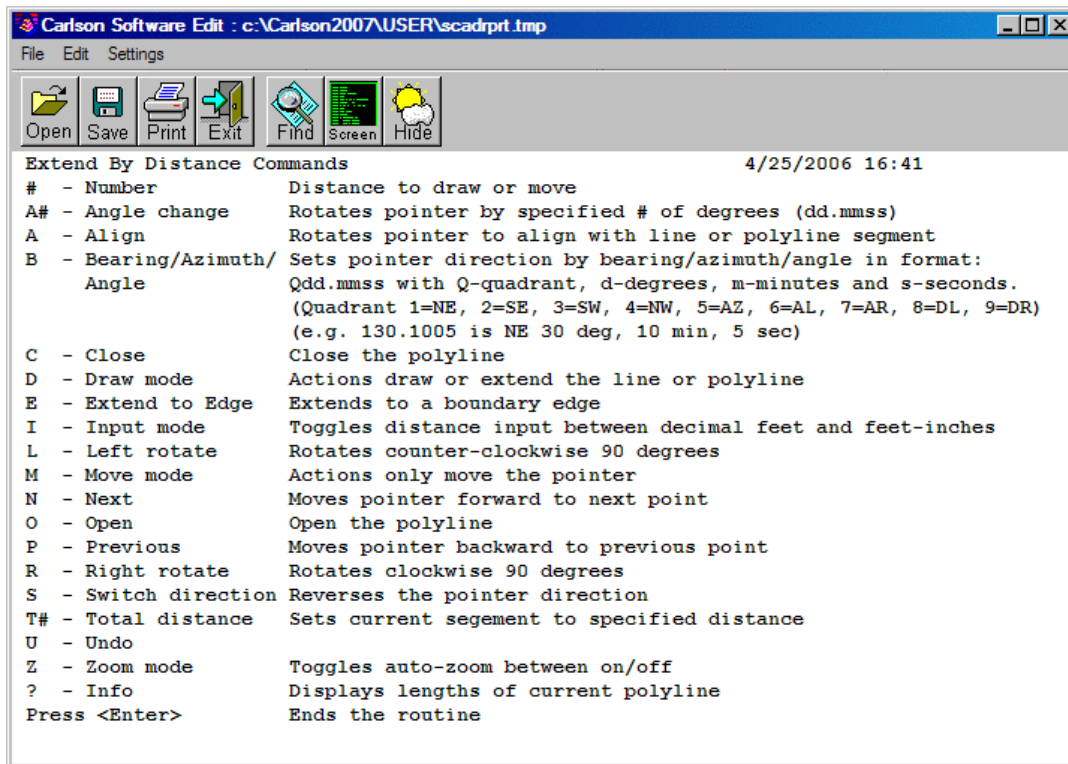 Carlson Software Edit : c:\Carlson2007\USER\scadrprt.tmp
File Edit Settings
Open Save Print Exit Find Screen Hide
Extend By Distance Commands 4/25/2006 16:41
# - Number Distance to draw or move
A# - Angle change Rotates pointer by specified # of degrees (dd.mmss)
A - Align Rotates pointer to align with line or polyline segment
B - Bearing/Azimuth/ Sets pointer direction by bearing/azimuth/angle in format:
Angle Qdd.mmss with Q-quadrant, d-degrees, m-minutes and s-seconds.
(Quadrant 1=NE, 2=SE, 3=SW, 4=NW, 5=AZ, 6=AL, 7=AR, 8=DL, 9=DR)
(e.g. 130.1005 is NE 30 deg, 10 min, 5 sec)
C - Close Close the polyline
D - Draw mode Actions draw or extend the line or polyline
E - Extend to Edge Extends to a boundary edge
I - Input mode Toggles distance input between decimal feet and feet-inches
L - Left rotate Rotates counter-clockwise 90 degrees
M - Move mode Actions only move the pointer
N - Next Moves pointer forward to next point
O - Open Open the polyline
P - Previous Moves pointer backward to previous point
R - Right rotate Rotates clockwise 90 degrees
S - Switch direction Reverses the pointer direction
T# - Total distance Sets current segement to specified distance
U - Undo
Z - Zoom mode Toggles auto-zoom between on/off
? - Info Displays lengths of current polyline
Press <Enter> Ends the routine